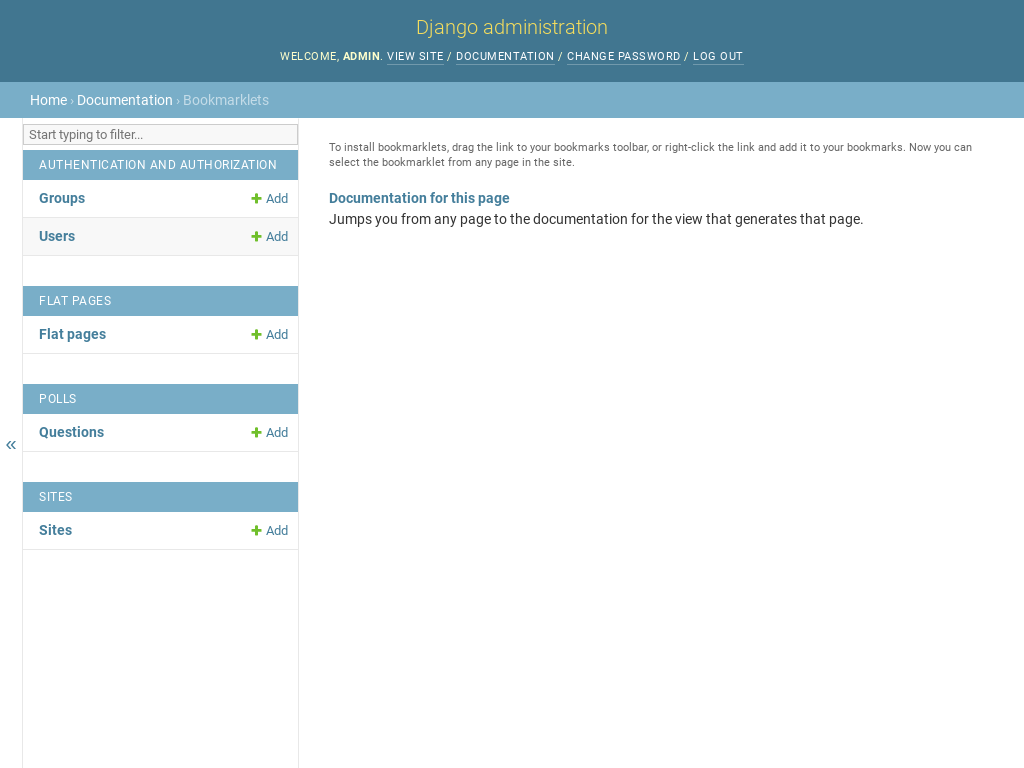 Django administration
WELCOME, ADMIN. VIEW SITE / DOCUMENTATION / CHANGE PASSWORD / LOG OUT
Home › Documentation › Bookmarklets
Start typing to filter...
AUTHENTICATION AND AUTHORIZATION
Groups Add
Users Add
FLAT PAGES
Flat pages Add
POLLS
Questions Add
SITES
Sites Add
«
To install bookmarklets, drag the link to your bookmarks toolbar, or right-click the link and add it to your bookmarks. Now you can
select the bookmarklet from any page in the site.
Documentation for this page
Jumps you from any page to the documentation for the view that generates that page.